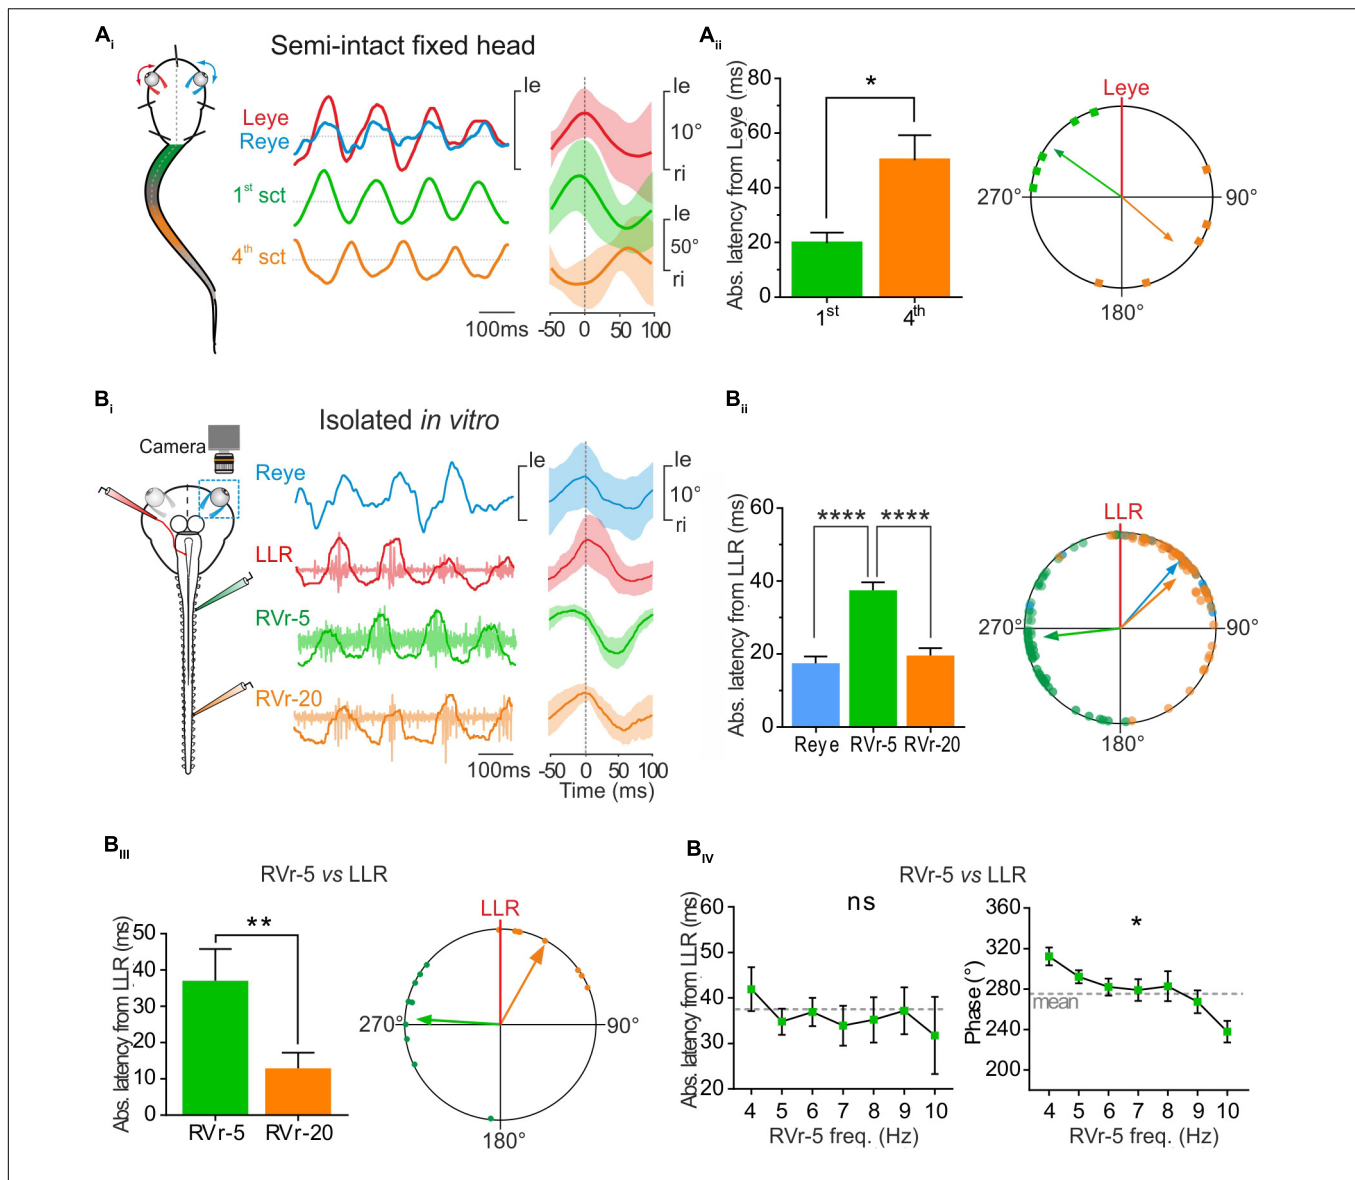 Ai
Semi-intact fixed head
Leye
Reye
1st sct
4th sct
le
ri
le
10°
ri
le
50°
ri
100ms
-50 0 50 100
Aii
Abs. latency from Leye (ms)
80
60
40
20
0
*
1st
4th
Leye
270°
90°
180°
Bi
Isolated in vitro
Camera
Reye
LLR
RVr-5
RVr-20
le
ri
le
10°
ri
100ms
-50 0 50 100
Time (ms)
Bii
Abs. latency from LLR (ms)
60
40
20
0
**** ****
Reye RVr-5 RVr-20
LLR
270°
90°
180°
BIII
RVr-5 vs LLR
Abs. latency from LLR (ms)
50
40
30
20
10
0
**
RVr-5 RVr-20
LLR
270°
90°
180°
BIV
RVr-5 vs LLR
Abs. latency from LLR (ms)
60
50
40
30
20
ns
4 5 6 7 8 9 10
RVr-5 freq. (Hz)
Phase (°)
360
320
280
240
200
*
mean
4 5 6 7 8 9 10
RVr-5 freq. (Hz)